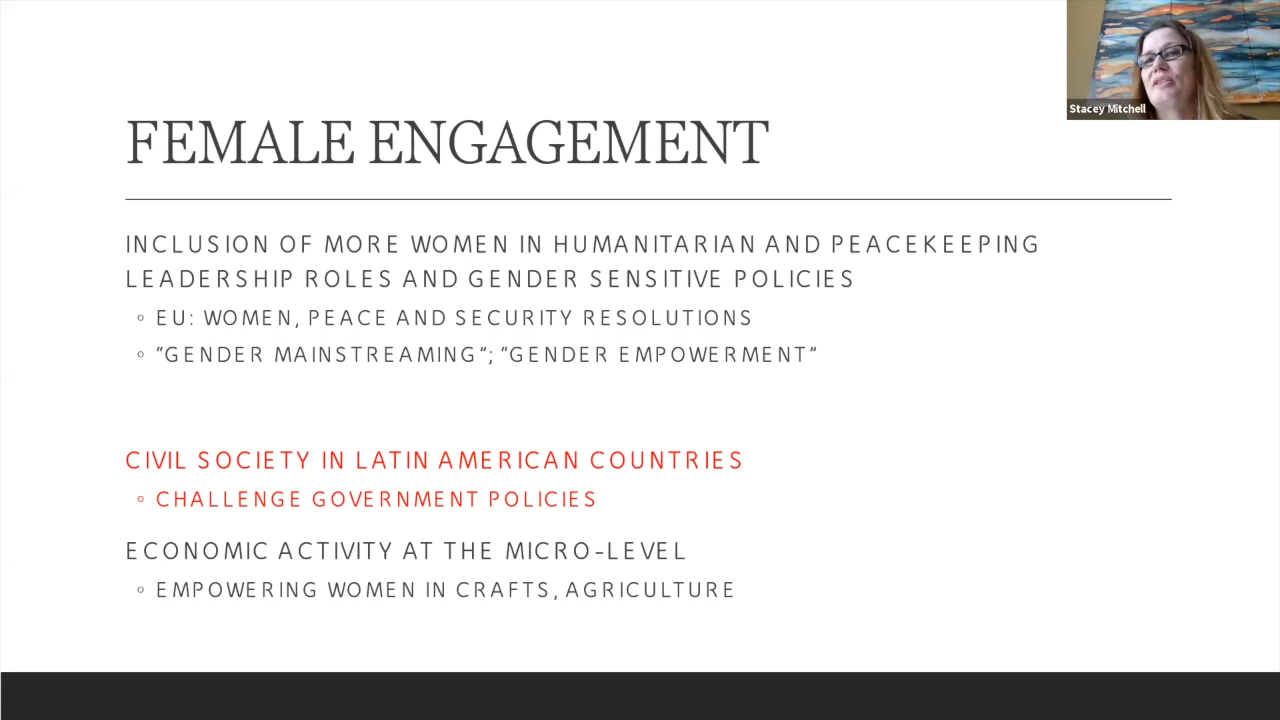 Stacey Mitchell
FEMALE ENGAGEMENT
INCLUSION OF MORE WOMEN IN HUMANITARIAN AND PEACEKEEPING
LEADERSHIP ROLES AND GENDER SENSITIVE POLICIES
◦ EU: WOMEN, PEACE AND SECURITY RESOLUTIONS
◦ “GENDER MAINSTREAMING”; “GENDER EMPOWERMENT”
CIVIL SOCIETY IN LATIN AMERICAN COUNTRIES
◦ CHALLENGE GOVERNMENT POLICIES
ECONOMIC ACTIVITY AT THE MICRO-LEVEL
◦ EMPOWERING WOMEN IN CRAFTS, AGRICULTURE